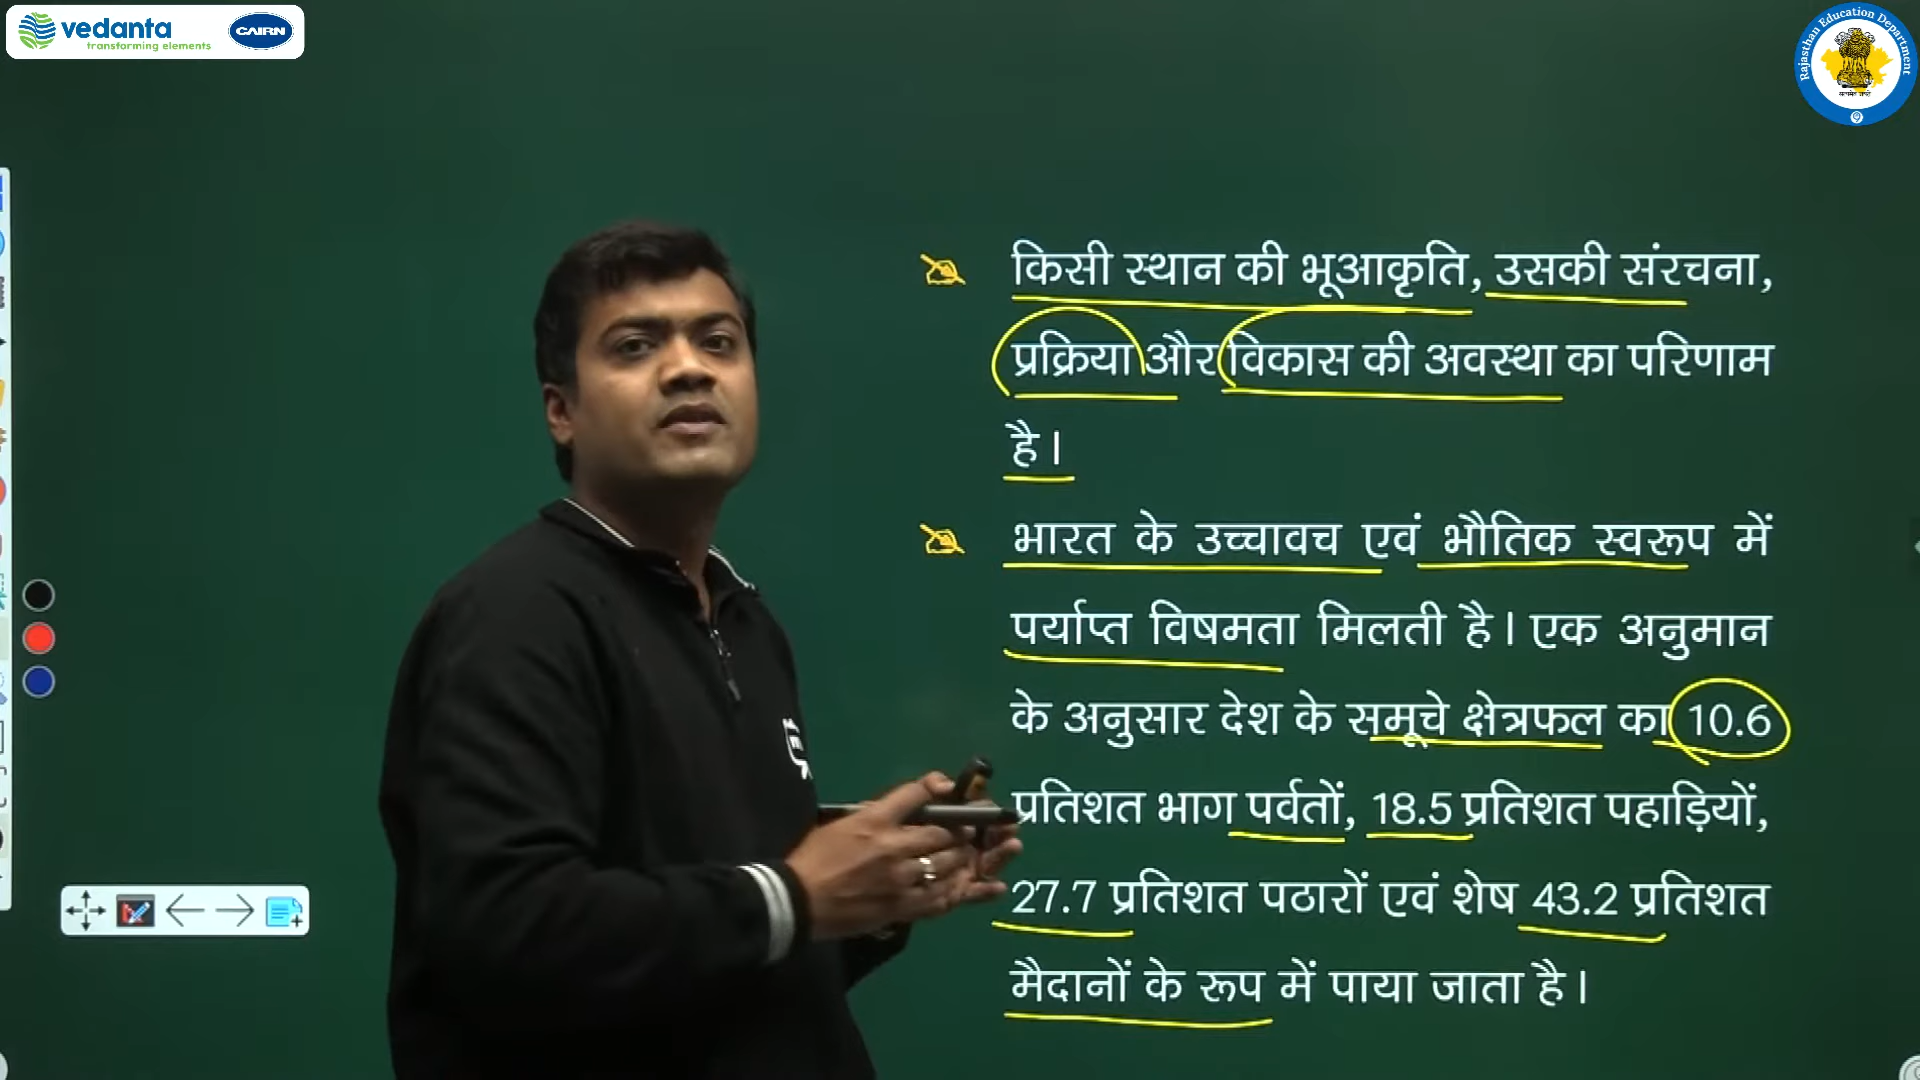 vedanta
transforming elements
CAIRN
Rajasthan Education Department
किसी स्थान की भूआकृति, उसकी संरचना,
प्रक्रिया और विकास की अवस्था का परिणाम
है।
भारत के उच्चावच एवं भौतिक स्वरूप में
पर्याप्त विषमता मिलती है। एक अनुमान
के अनुसार देश के समूचे क्षेत्रफल का 10.6
प्रतिशत भाग पर्वतों, 18.5 प्रतिशत पहाड़ियों,
27.7 प्रतिशत पठारों एवं शेष 43.2 प्रतिशत
मैदानों के रूप में पाया जाता है।